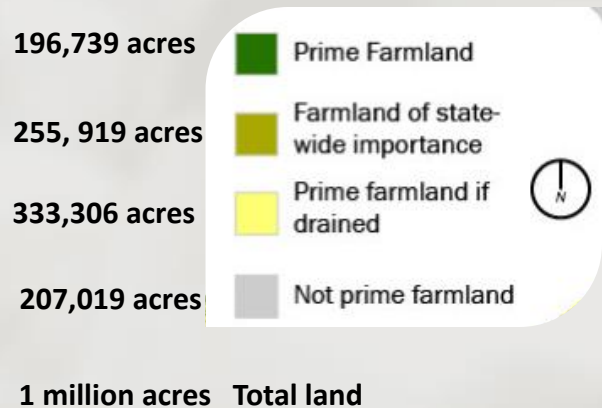 196,739 acres Prime Farmland
255, 919 acres Farmland of state-
wide importance
333,306 acres Prime farmland if
drained
207,019 acres Not prime farmland
N
1 million acres Total land